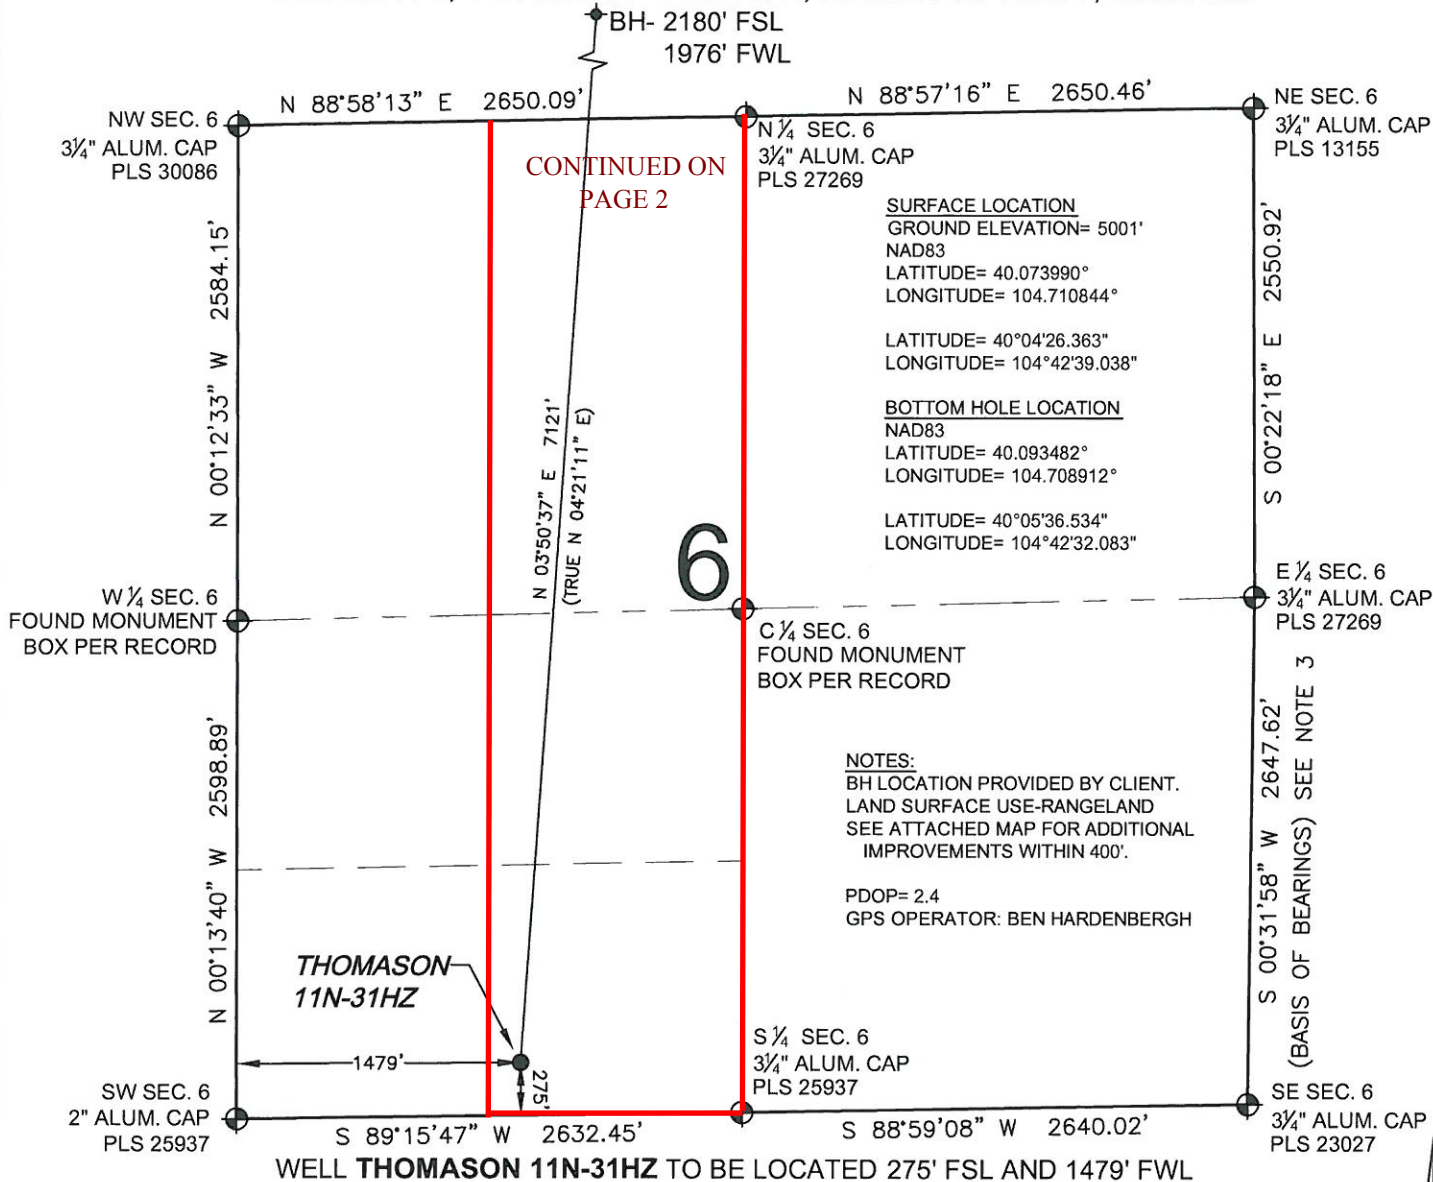 BH- 2180' FSL
1976' FWL
N 88°58'13" E 2650.09'
N 88°57'16" E 2650.46'
NW SEC. 6
3¼" ALUM. CAP
PLS 30086
N ¼ SEC. 6
3¼" ALUM. CAP
PLS 27269
NE SEC. 6
3¼" ALUM. CAP
PLS 13155
CONTINUED ON
PAGE 2
SURFACE LOCATION
GROUND ELEVATION= 5001'
NAD83
LATITUDE= 40.073990°
LONGITUDE= 104.710844°
LATITUDE= 40°04'26.363"
LONGITUDE= 104°42'39.038"
BOTTOM HOLE LOCATION
NAD83
LATITUDE= 40.093482°
LONGITUDE= 104.708912°
LATITUDE= 40°05'36.534"
LONGITUDE= 104°42'32.083"
N 00°12'33" W 2584.15'
N 03°50'37" E 7121'
(TRUE N 04°21'11" E)
S 00°22'18" E 2550.92'
6
W ¼ SEC. 6
FOUND MONUMENT
BOX PER RECORD
C ¼ SEC. 6
FOUND MONUMENT
BOX PER RECORD
E ¼ SEC. 6
3¼" ALUM. CAP
PLS 27269
NOTES:
BH LOCATION PROVIDED BY CLIENT.
LAND SURFACE USE-RANGELAND
SEE ATTACHED MAP FOR ADDITIONAL
IMPROVEMENTS WITHIN 400'.
PDOP= 2.4
GPS OPERATOR: BEN HARDENBERGH
N 00°13'40" W 2598.89'
S 00°31'58" W 2647.62'
(BASIS OF BEARINGS) SEE NOTE 3
THOMASON
11N-31HZ
1479'
275'
SW SEC. 6
2" ALUM. CAP
PLS 25937
S ¼ SEC. 6
3¼" ALUM. CAP
PLS 25937
SE SEC. 6
3¼" ALUM. CAP
PLS 23027
S 89°15'47" W 2632.45'
S 88°59'08" W 2640.02'
WELL THOMASON 11N-31HZ TO BE LOCATED 275' FSL AND 1479' FWL